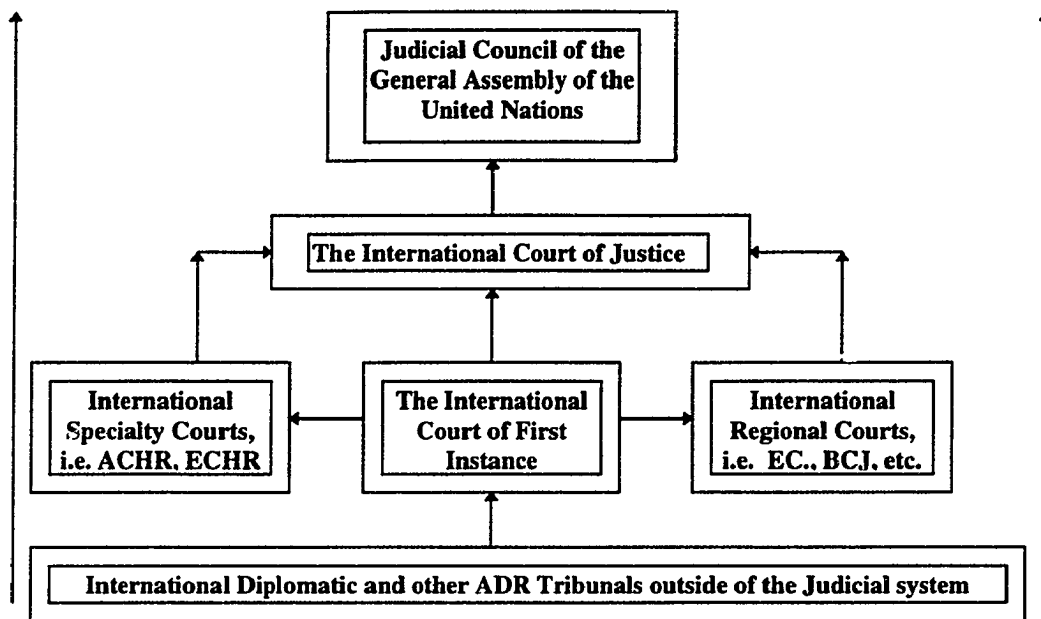 Judicial Council of the
General Assembly of the
United Nations
The International Court of Justice
International
Specialty Courts,
i.e. ACHR, ECHR
The International
Court of First
Instance
International
Regional Courts,
i.e. EC., BCJ, etc.
International Diplomatic and other ADR Tribunals outside of the Judicial system